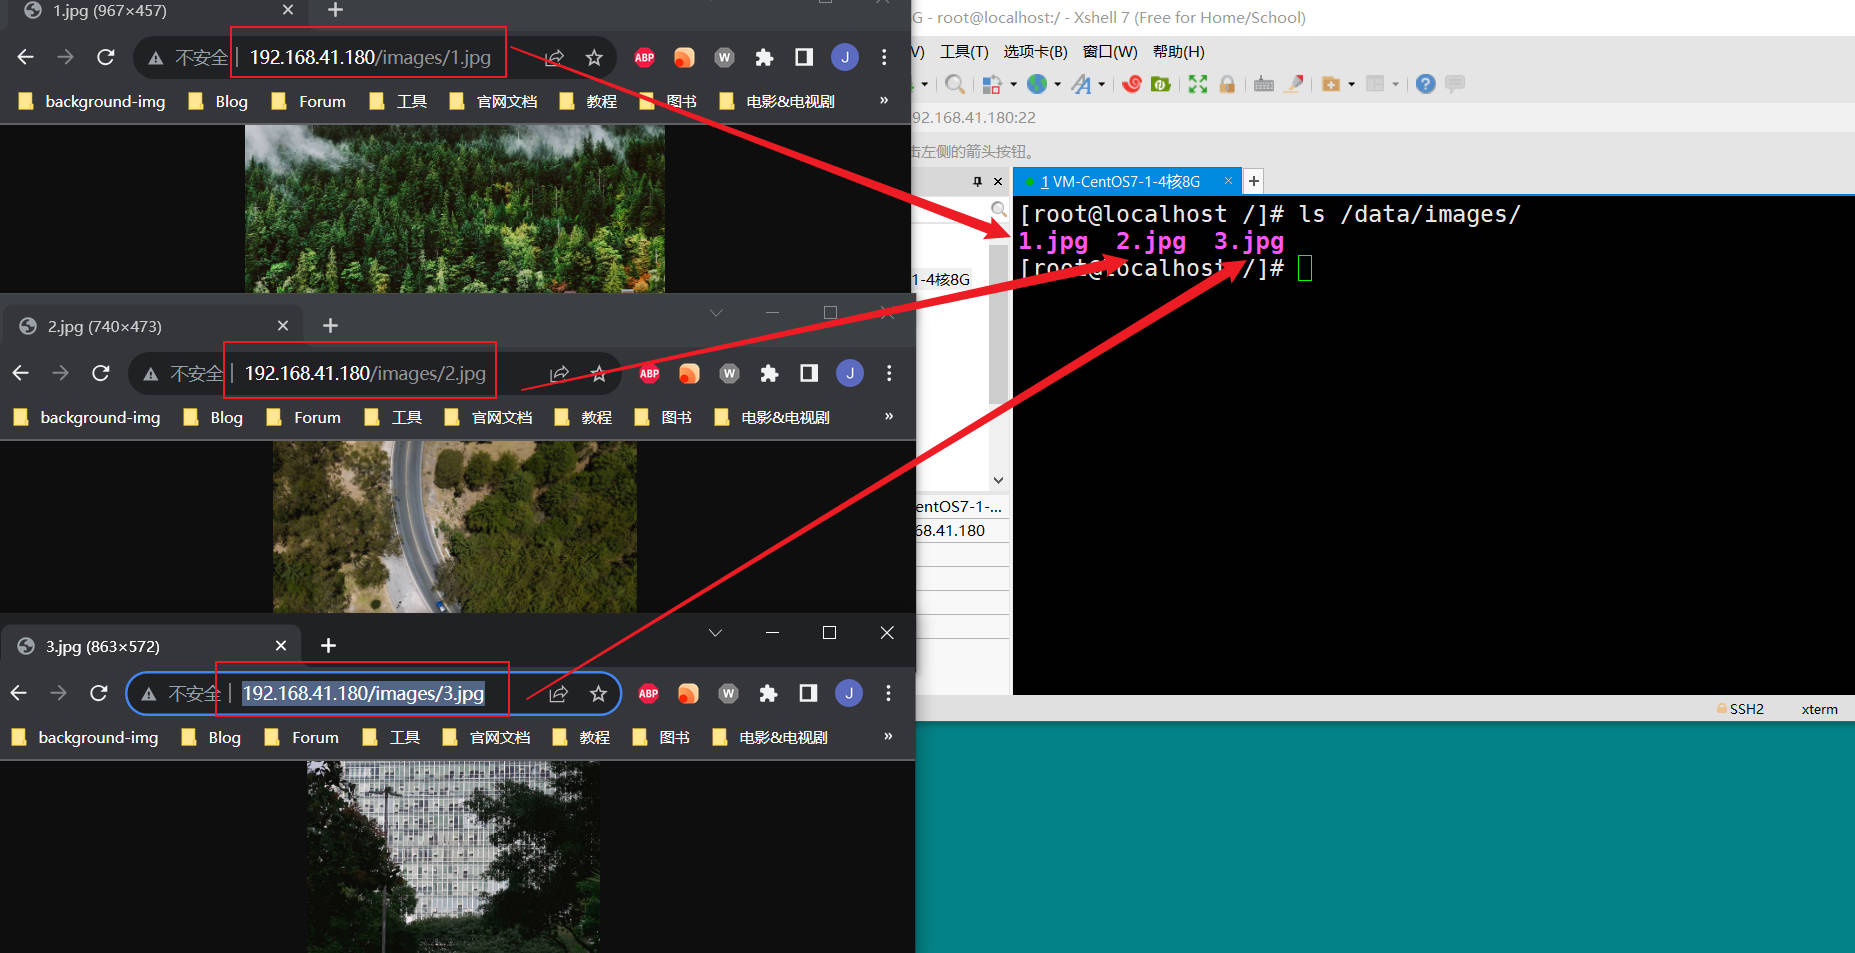 1.jpg (967×457)
不安全 192.168.41.180/images/1.jpg
ABP W J
background-img Blog Forum 工具 官网文档 教程 图书 电影&电视剧 »
2.jpg (740×473)
不安全 192.168.41.180/images/2.jpg
ABP W J
background-img Blog Forum 工具 官网文档 教程 图书 电影&电视剧 »
3.jpg (863×572)
不安全 192.168.41.180/images/3.jpg
ABP W J
background-img Blog Forum 工具 官网文档 教程 图书 电影&电视剧 »
G - root@localhost:/ - Xshell 7 (Free for Home/School)
V) 工具(T) 选项卡(B) 窗口(W) 帮助(H)
92.168.41.180:22
击左侧的箭头按钮。
1 VM-CentOS7-1-4核8G
[root@localhost /]# ls /data/images/
1.jpg 2.jpg 3.jpg
[root@localhost /]#
1-4核8G
entOS7-1-...
68.41.180
SSH2 xterm